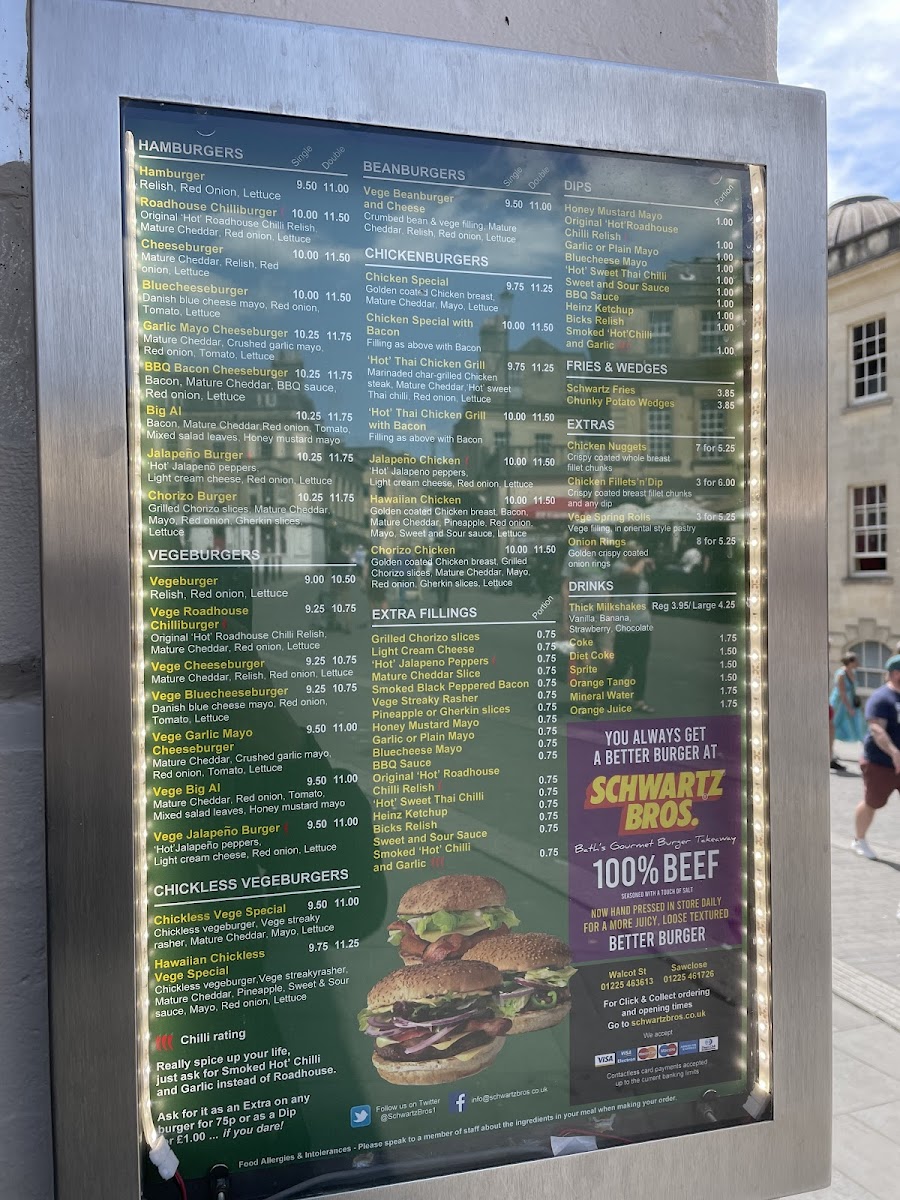 HAMBURGERS Single Double
Hamburger 9.50 11.00
Relish, Red Onion, Lettuce
Roadhouse Chilliburger 10.00 11.50
Original 'Hot' Roadhouse Chilli Relish,
Mature Cheddar, Red onion, Lettuce
Cheeseburger 10.00 11.50
Mature Cheddar, Relish, Red
onion, Lettuce
Bluecheeseburger 10.00 11.50
Danish blue cheese mayo, Red onion,
Tomato, Lettuce
Garlic Mayo Cheeseburger 10.25 11.75
Mature Cheddar, Crushed garlic mayo,
Red onion, Tomato, Lettuce
BBQ Bacon Cheeseburger 10.25 11.75
Bacon, Mature Cheddar, BBQ sauce,
Red onion, Lettuce
Big Al 10.25 11.75
Bacon, Mature Cheddar,Red onion, Tomato,
Mixed salad leaves, Honey mustard mayo
Jalapeño Burger 10.25 11.75
'Hot' Jalapeno peppers
Light cream cheese, Red onion, Lettuce
Chorizo Burger 10.25 11.75
Grilled Chorizo slices, Mature Cheddar,
Mayo, Red onion, Gherkin slices,
Lettuce
VEGEBURGERS
Vegeburger 9.00 10.50
Relish, Red onion, Lettuce
Vege Roadhouse 9.25 10.75
Chilliburger
Original 'Hot' Roadhouse Chilli Relish,
Mature Cheddar, Red onion, Lettuce
Vege Cheeseburger 9.25 10.75
Mature Cheddar, Relish, Red onion, Lettuce
Vege Bluecheeseburger 9.25 10.75
Danish blue cheese mayo, Red onion,
Tomato, Lettuce
Vege Garlic Mayo 9.50 11.00
Cheeseburger
Mature Cheddar, Crushed garlic mayo,
Red onion, Tomato, Lettuce
Vege Big Al 9.50 11.00
Mature Cheddar, Red onion, Tomato,
Mixed salad leaves, Honey mustard mayo
Vege Jalapeño Burger 9.50 11.00
'Hot'Jalapeño peppers,
Light cream cheese, Red onion, Lettuce
CHICKLESS VEGEBURGERS
Chickless Vege Special 9.50 11.00
Chickless vegeburger, Vege streaky
rasher, Mature Cheddar, Mayo, Lettuce
Hawaiian Chickless 9.75 11.25
Vege Special
Chickless vegeburger,Vege streakyrasher,
Mature Cheddar, Pineapple, Sweet & Sour
sauce, Mayo, Red onion, Lettuce
Chilli rating
Really spice up your life,
just ask for Smoked Hot' Chilli
and Garlic instead of Roadhouse.
Ask for it as an Extra on any
burger for 75p or as a Dip
for £1.00 ... if you dare!
BEANBURGERS Single Double
Vege Beanburger 9.50 11.00
and Cheese
Crumbed bean & vege filling, Mature
Cheddar, Relish, Red onion, Lettuce
CHICKENBURGERS
Chicken Special 9.75 11.25
Golden coated Chicken breast,
Mature Cheddar, Mayo, Lettuce
Chicken Special with 10.00 11.50
Bacon
Filling as above with Bacon
'Hot' Thai Chicken Grill 9.75 11.25
Marinaded char-grilled Chicken
steak, Mature Cheddar,'Hot' sweet
Thai chilli, Red onion, Lettuce
'Hot' Thai Chicken Grill 10.00 11.50
with Bacon
Filling as above with Bacon
Jalapeño Chicken 10.00 11.50
'Hot' Jalapeno peppers,
Light cream cheese, Red onion, Lettuce
Hawaiian Chicken 10.00 11.50
Golden coated Chicken breast, Bacon,
Mature Cheddar, Pineapple, Red onion,
Mayo, Sweet and Sour sauce, Lettuce
Chorizo Chicken 10.00 11.50
Golden coated Chicken breast, Grilled
Chorizo slices, Mature Cheddar, Mayo,
Red onion, Gherkin slices, Lettuce
EXTRA FILLINGS Portion
Grilled Chorizo slices 0.75
Light Cream Cheese 0.75
'Hot' Jalapeno Peppers 0.75
Mature Cheddar Slice 0.75
Smoked Black Peppered Bacon 0.75
Vege Streaky Rasher 0.75
Pineapple or Gherkin slices 0.75
Honey Mustard Mayo 0.75
Garlic or Plain Mayo 0.75
Bluecheese Mayo 0.75
BBQ Sauce 0.75
Original 'Hot' Roadhouse
Chilli Relish 0.75
'Hot' Sweet Thai Chilli 0.75
Heinz Ketchup 0.75
Bicks Relish 0.75
Sweet and Sour Sauce 0.75
Smoked 'Hot' Chilli
and Garlic 0.75
DIPS Portion
Honey Mustard Mayo 1.00
Original 'Hot'Roadhouse
Chilli Relish 1.00
Garlic or Plain Mayo 1.00
Bluecheese Mayo 1.00
'Hot' Sweet Thai Chilli 1.00
Sweet and Sour Sauce 1.00
BBQ Sauce 1.00
Heinz Ketchup 1.00
Bicks Relish 1.00
Smoked 'Hot'Chilli
and Garlic 1.00
FRIES & WEDGES
Schwartz Fries 3.85
Chunky Potato Wedges 3.85
EXTRAS
Chicken Nuggets 7 for 5.25
Crispy coated whole breast
fillet chunks
Chicken Fillets'n'Dip 3 for 6.00
Crispy coated breast fillet chunks
and any dip
Vege Spring Rolls 3 for 5.25
Vege filling, in oriental style pastry
Onion Rings 8 for 5.25
Golden crispy coated
onion rings
DRINKS
Thick Milkshakes Reg 3.95/ Large 4.25
Vanilla, Banana,
Strawberry, Chocolate
Coke 1.75
Diet Coke 1.50
Sprite 1.50
Orange Tango 1.50
Mineral Water 1.75
Orange Juice 1.75
YOU ALWAYS GET
A BETTER BURGER AT
SCHWARTZ
BROS.
Bath's Gourmet Burger Takeaway
100% BEEF
SEASONED WITH A TOUCH OF SALT
NOW HAND PRESSED IN STORE DAILY
FOR A MORE JUICY, LOOSE TEXTURED
BETTER BURGER
Walcot St Sawclose
01225 463613 01225 461726
For Click & Collect ordering
and opening times
Go to schwartzbros.co.uk
We accept
VISA
Contactless card payments accepted
up to the current banking limits
Follow us on Twitter
@SchwartzBros1
info@schwartzbros.co.uk
Food Allergies & Intolerances - Please speak to a member of staff about the ingredients in your meal when making your order.